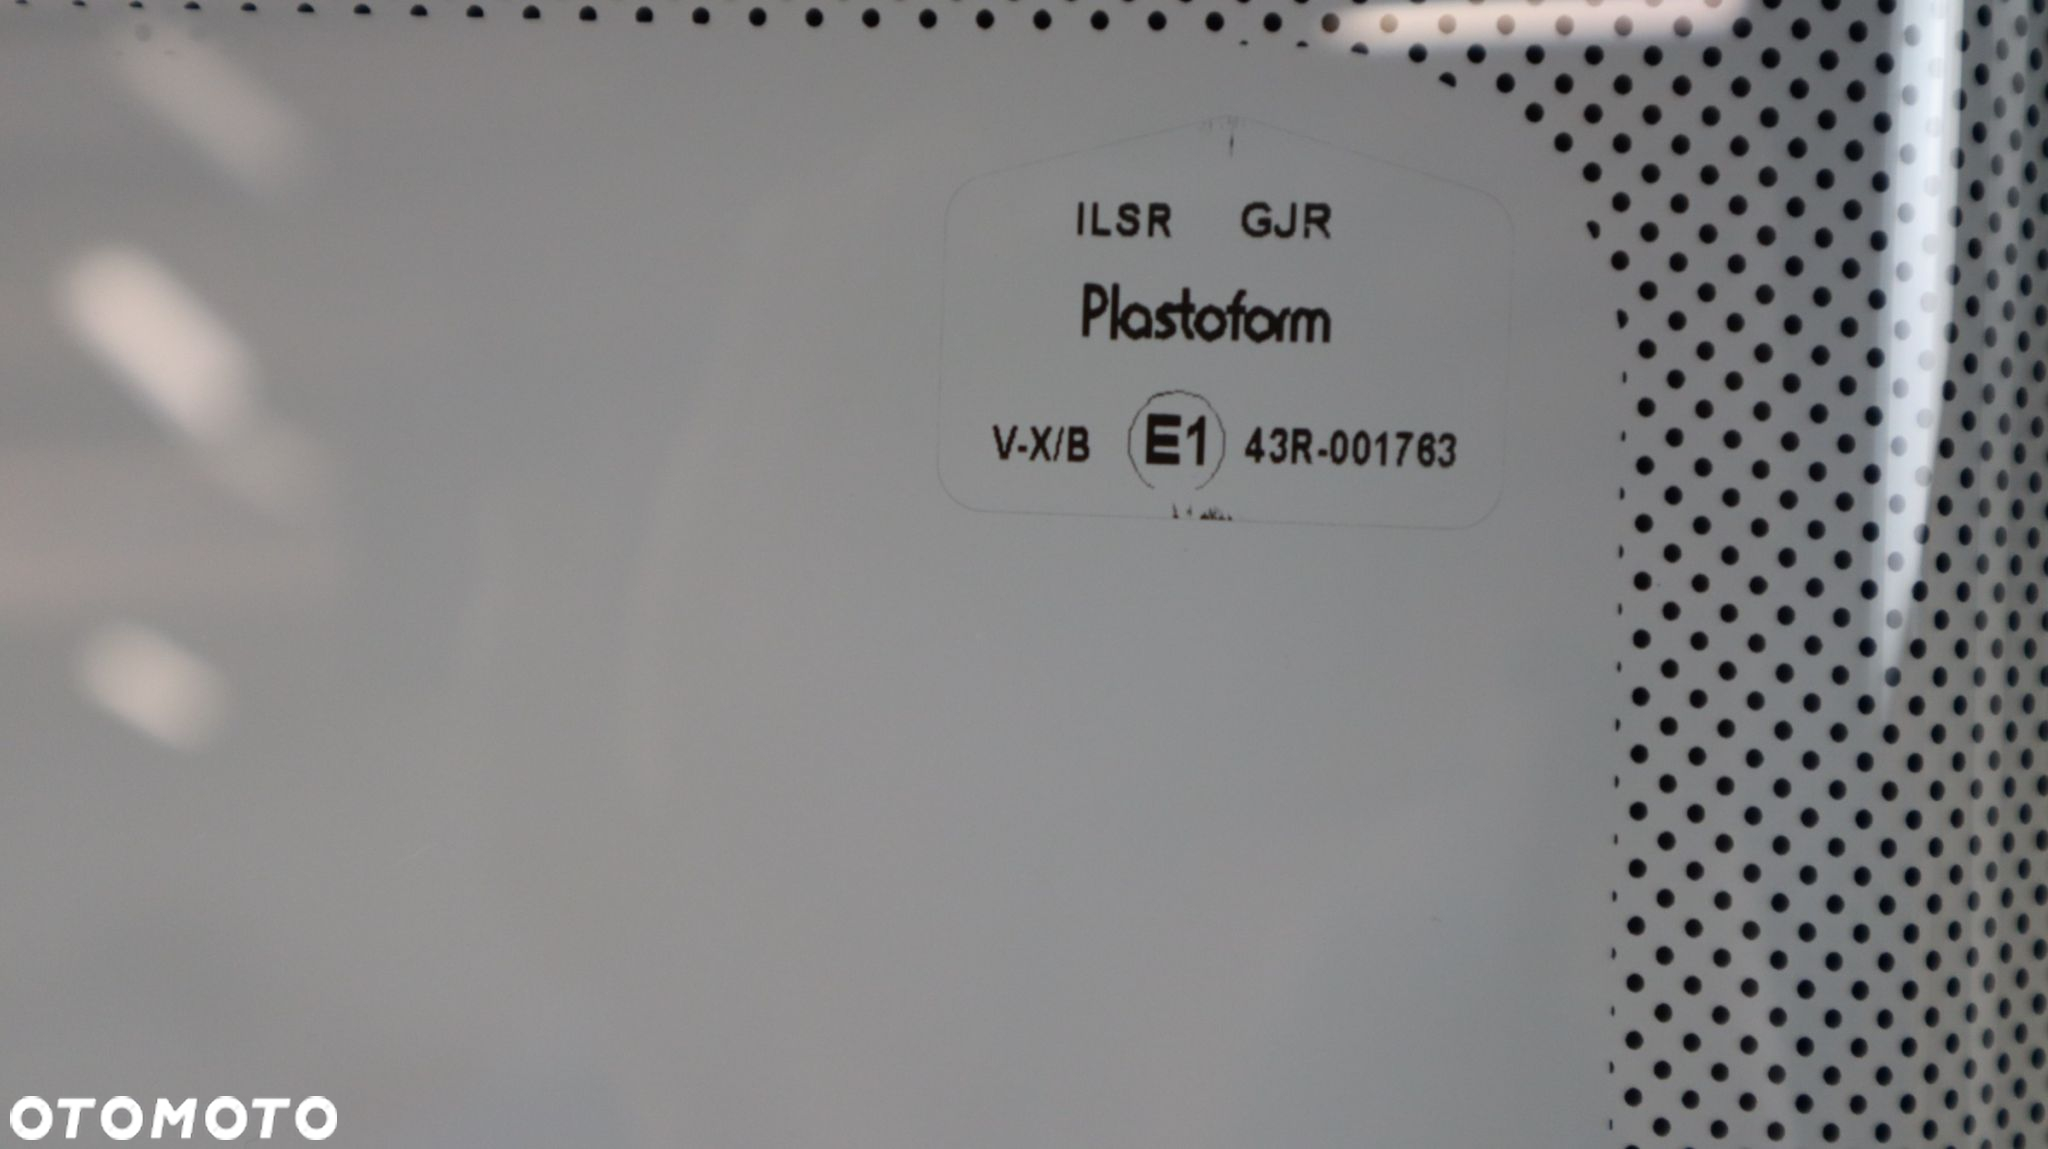 ILSR GJR
Plastoform
V-X/B E1 43R-001763
OTOMOTO